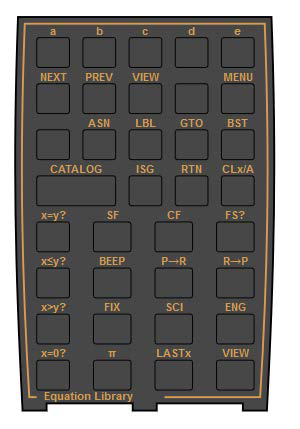 a b c d e
NEXT PREV VIEW MENU
ASN LBL GTO BST
CATALOG ISG RTN CLx/A
x=y? SF CF FS?
x≤y? BEEP P→R R→P
x>y? FIX SCI ENG
x=0? π LASTx VIEW
Equation Library